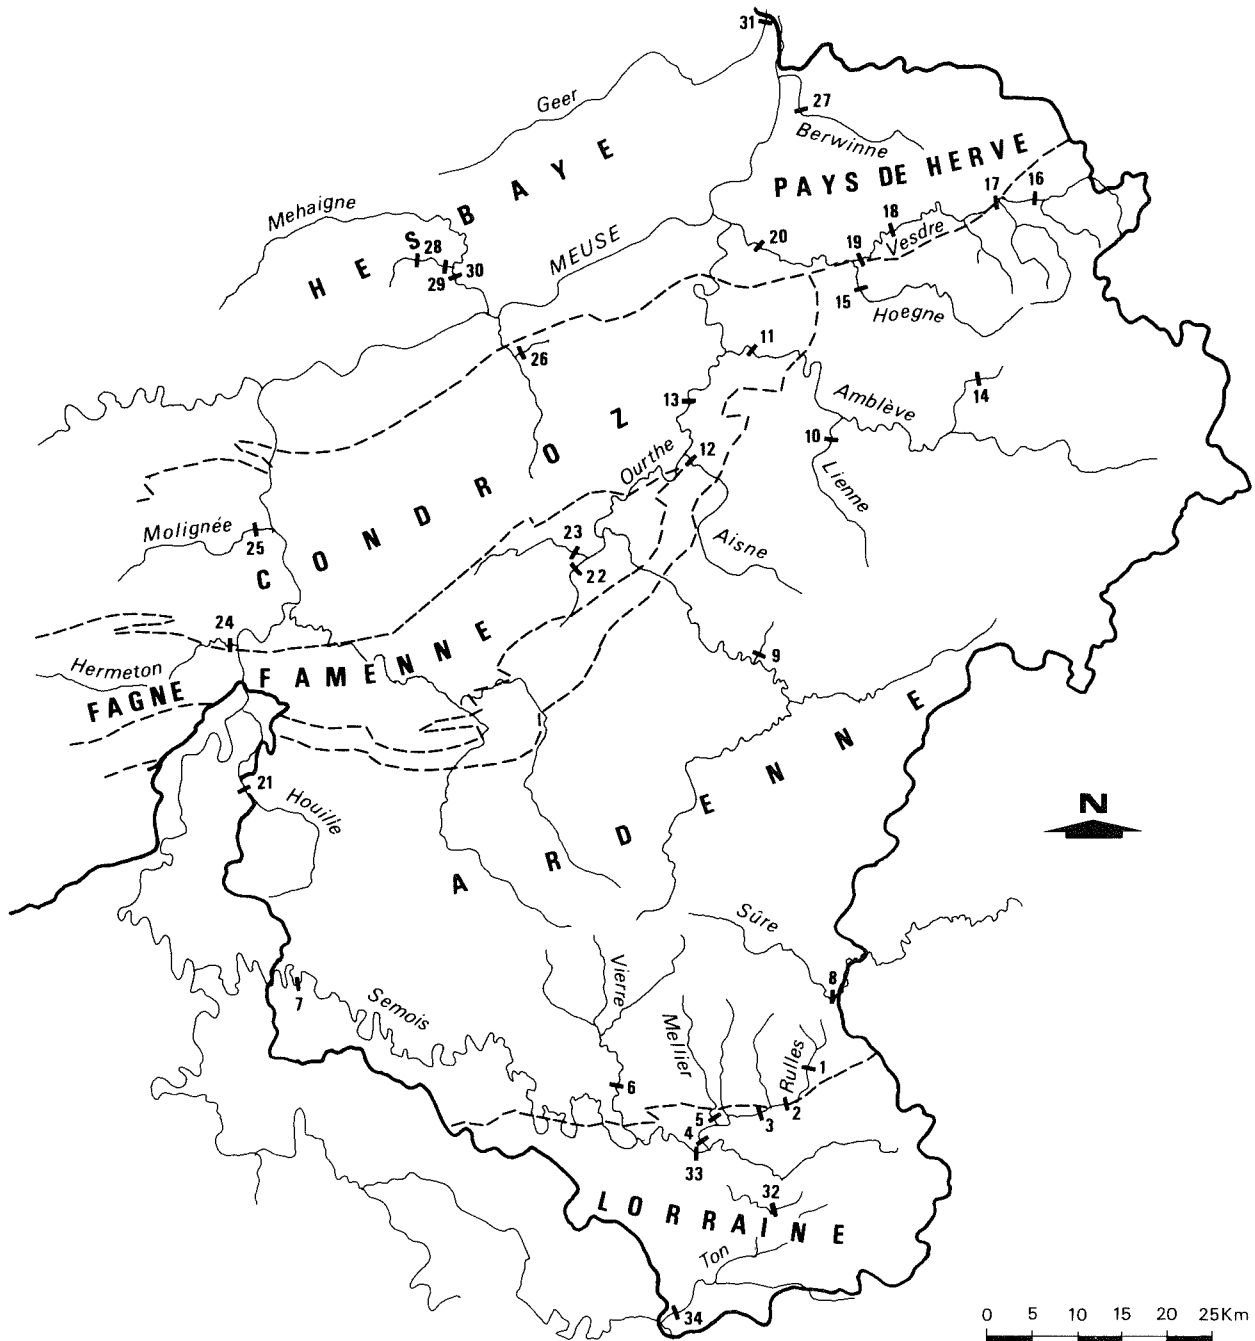 31
Geer
27
Berwinne
HESBAYE
PAYS DE HERVE
Mehaigne
17
16
18
Vesdre
28
29
30
MEUSE
20
19
15
Hoegne
26
11
14
13
Amblève
10
CONDROZ
Ourthe
12
Lienne
Molignée
25
23
22
Aisne
24
Hermeton
FAGNE
FAMENNE
9
ARDENNE
21
Houille
N
Sûre
8
Vierre
7
Semois
Mellier
Rulles
1
6
2
3
5
4
33
32
LORRAINE
Ton
34
0 5 10 15 20 25Km